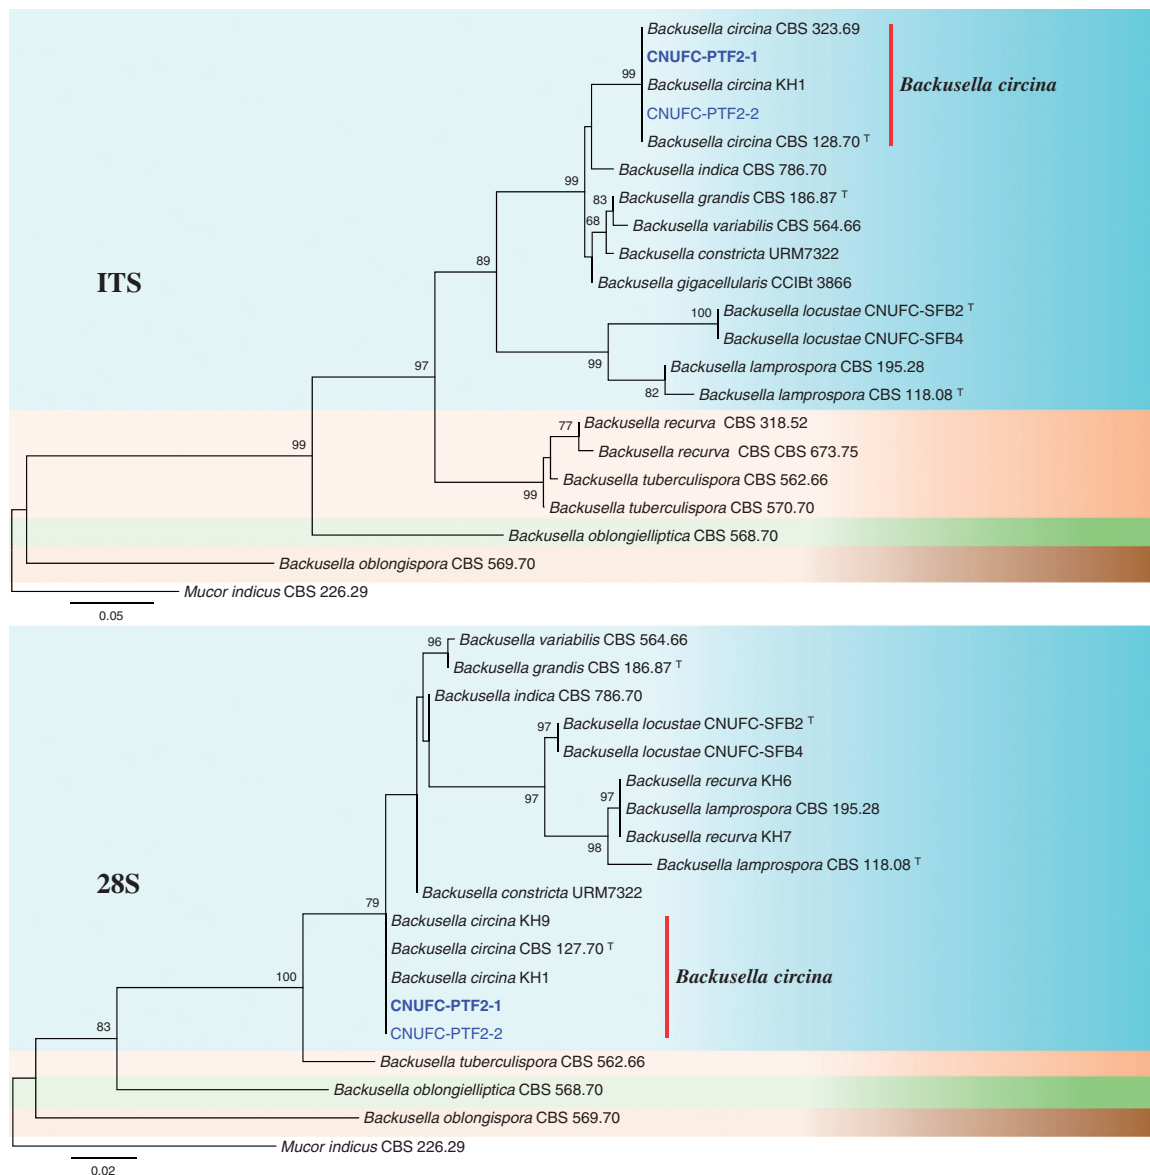 Backusella circina CBS 323.69
CNUFC-PTF2-1
99
Backusella circina KH1
Backusella circina
CNUFC-PTF2-2
Backusella circina CBS 128.70 T
Backusella indica CBS 786.70
99
83
Backusella grandis CBS 186.87 T
68
Backusella variabilis CBS 564.66
Backusella constricta URM7322
89
ITS
Backusella gigacellularis CCIBt 3866
100
Backusella locustae CNUFC-SFB2 T
Backusella locustae CNUFC-SFB4
97
99
Backusella lamprospora CBS 195.28
82
Backusella lamprospora CBS 118.08 T
77
Backusella recurva CBS 318.52
99
Backusella recurva CBS CBS 673.75
Backusella tuberculispora CBS 562.66
99
Backusella tuberculispora CBS 570.70
Backusella oblongielliptica CBS 568.70
Backusella oblongispora CBS 569.70
Mucor indicus CBS 226.29
0.05
96
Backusella variabilis CBS 564.66
Backusella grandis CBS 186.87 T
Backusella indica CBS 786.70
97
Backusella locustae CNUFC-SFB2 T
Backusella locustae CNUFC-SFB4
Backusella recurva KH6
97
97
Backusella lamprospora CBS 195.28
Backusella recurva KH7
98
Backusella lamprospora CBS 118.08 T
28S
Backusella constricta URM7322
79
Backusella circina KH9
Backusella circina CBS 127.70 T
100
Backusella circina KH1
Backusella circina
CNUFC-PTF2-1
83
CNUFC-PTF2-2
Backusella tuberculispora CBS 562.66
Backusella oblongielliptica CBS 568.70
Backusella oblongispora CBS 569.70
Mucor indicus CBS 226.29
0.02